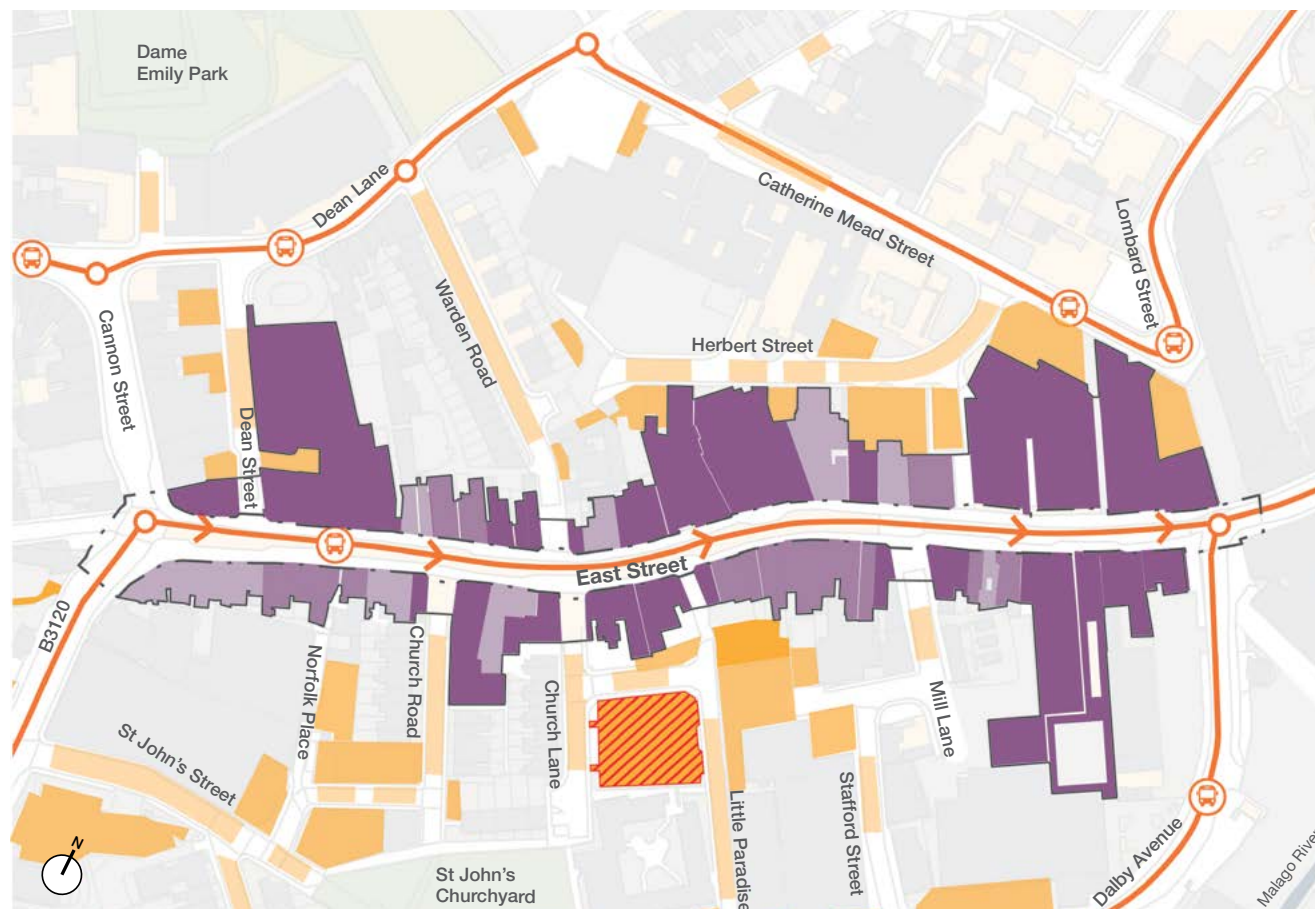 Dame
Emily Park
Dean Lane
Catherine Mead Street
Lombard Street
Cannon Street
Warden Road
Herbert Street
Dean Street
East Street
B3120
Norfolk Place
Church Road
Church Lane
Mill Lane
St John's Street
Little Paradise
Stafford Street
Dalby Avenue
Malago River
St John's
Churchyard
N